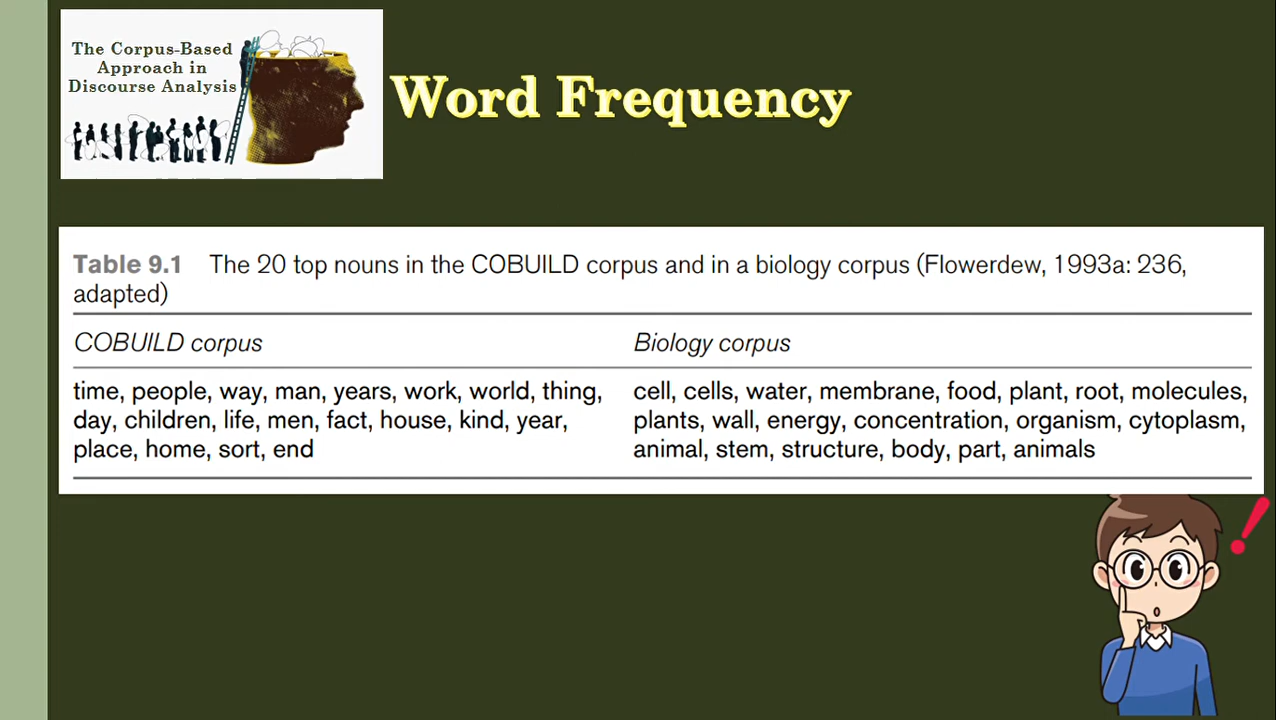 The Corpus-Based
Approach in
Discourse Analysis
Word Frequency
Table 9.1 The 20 top nouns in the COBUILD corpus and in a biology corpus (Flowerdew, 1993a: 236,
adapted)
COBUILD corpus
Biology corpus
time, people, way, man, years, work, world, thing,
day, children, life, men, fact, house, kind, year,
place, home, sort, end
cell, cells, water, membrane, food, plant, root, molecules,
plants, wall, energy, concentration, organism, cytoplasm,
animal, stem, structure, body, part, animals